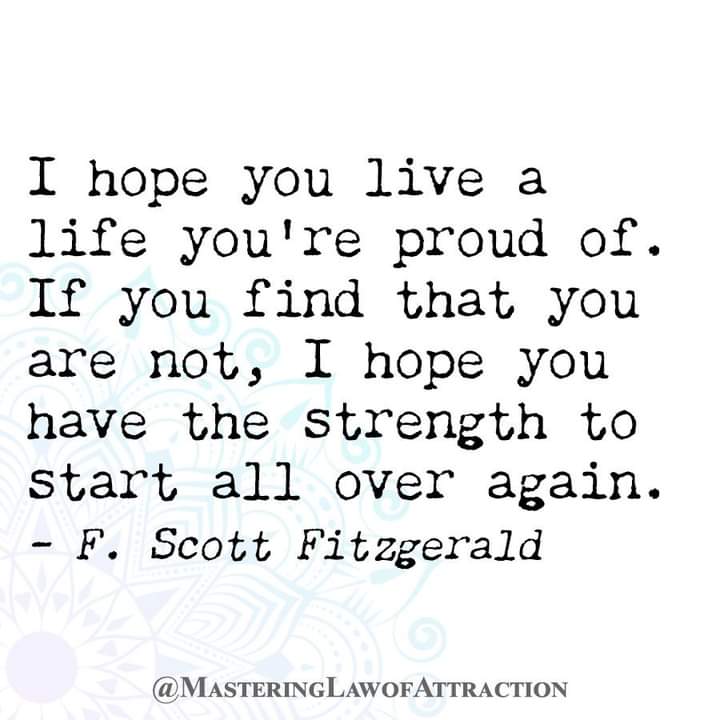 I hope you live a
life you're proud of.
If you find that you
are not, I hope you
have the strength to
start all over again.
- F. Scott Fitzgerald
@MasteringLawofAttraction